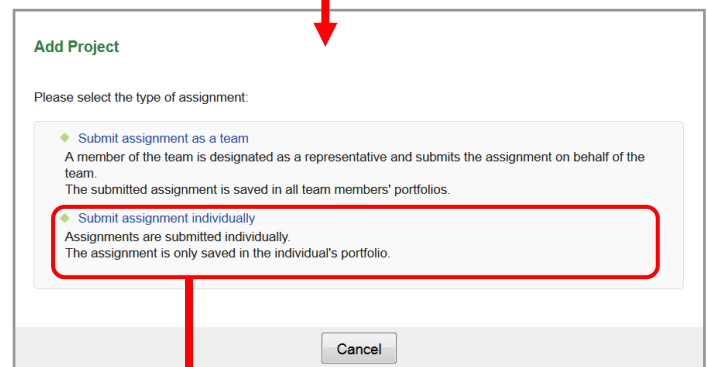 Add Project
Please select the type of assignment:
Submit assignment as a team
A member of the team is designated as a representative and submits the assignment on behalf of the
team.
The submitted assignment is saved in all team members' portfolios.
Submit assignment individually
Assignments are submitted individually.
The assignment is only saved in the individual's portfolio.
Cancel